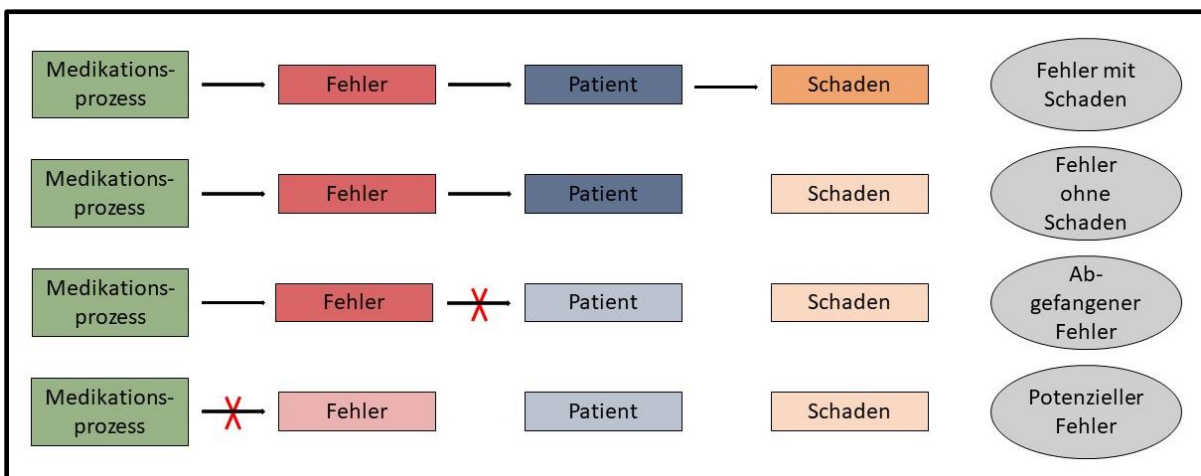 Medikations-
prozess
Fehler
Patient
Schaden
Fehler mit
Schaden
Medikations-
prozess
Fehler
Patient
Schaden
Fehler
ohne
Schaden
Medikations-
prozess
Fehler
Patient
Schaden
Ab-
gefangener
Fehler
Medikations-
prozess
Fehler
Patient
Schaden
Potenzieller
Fehler